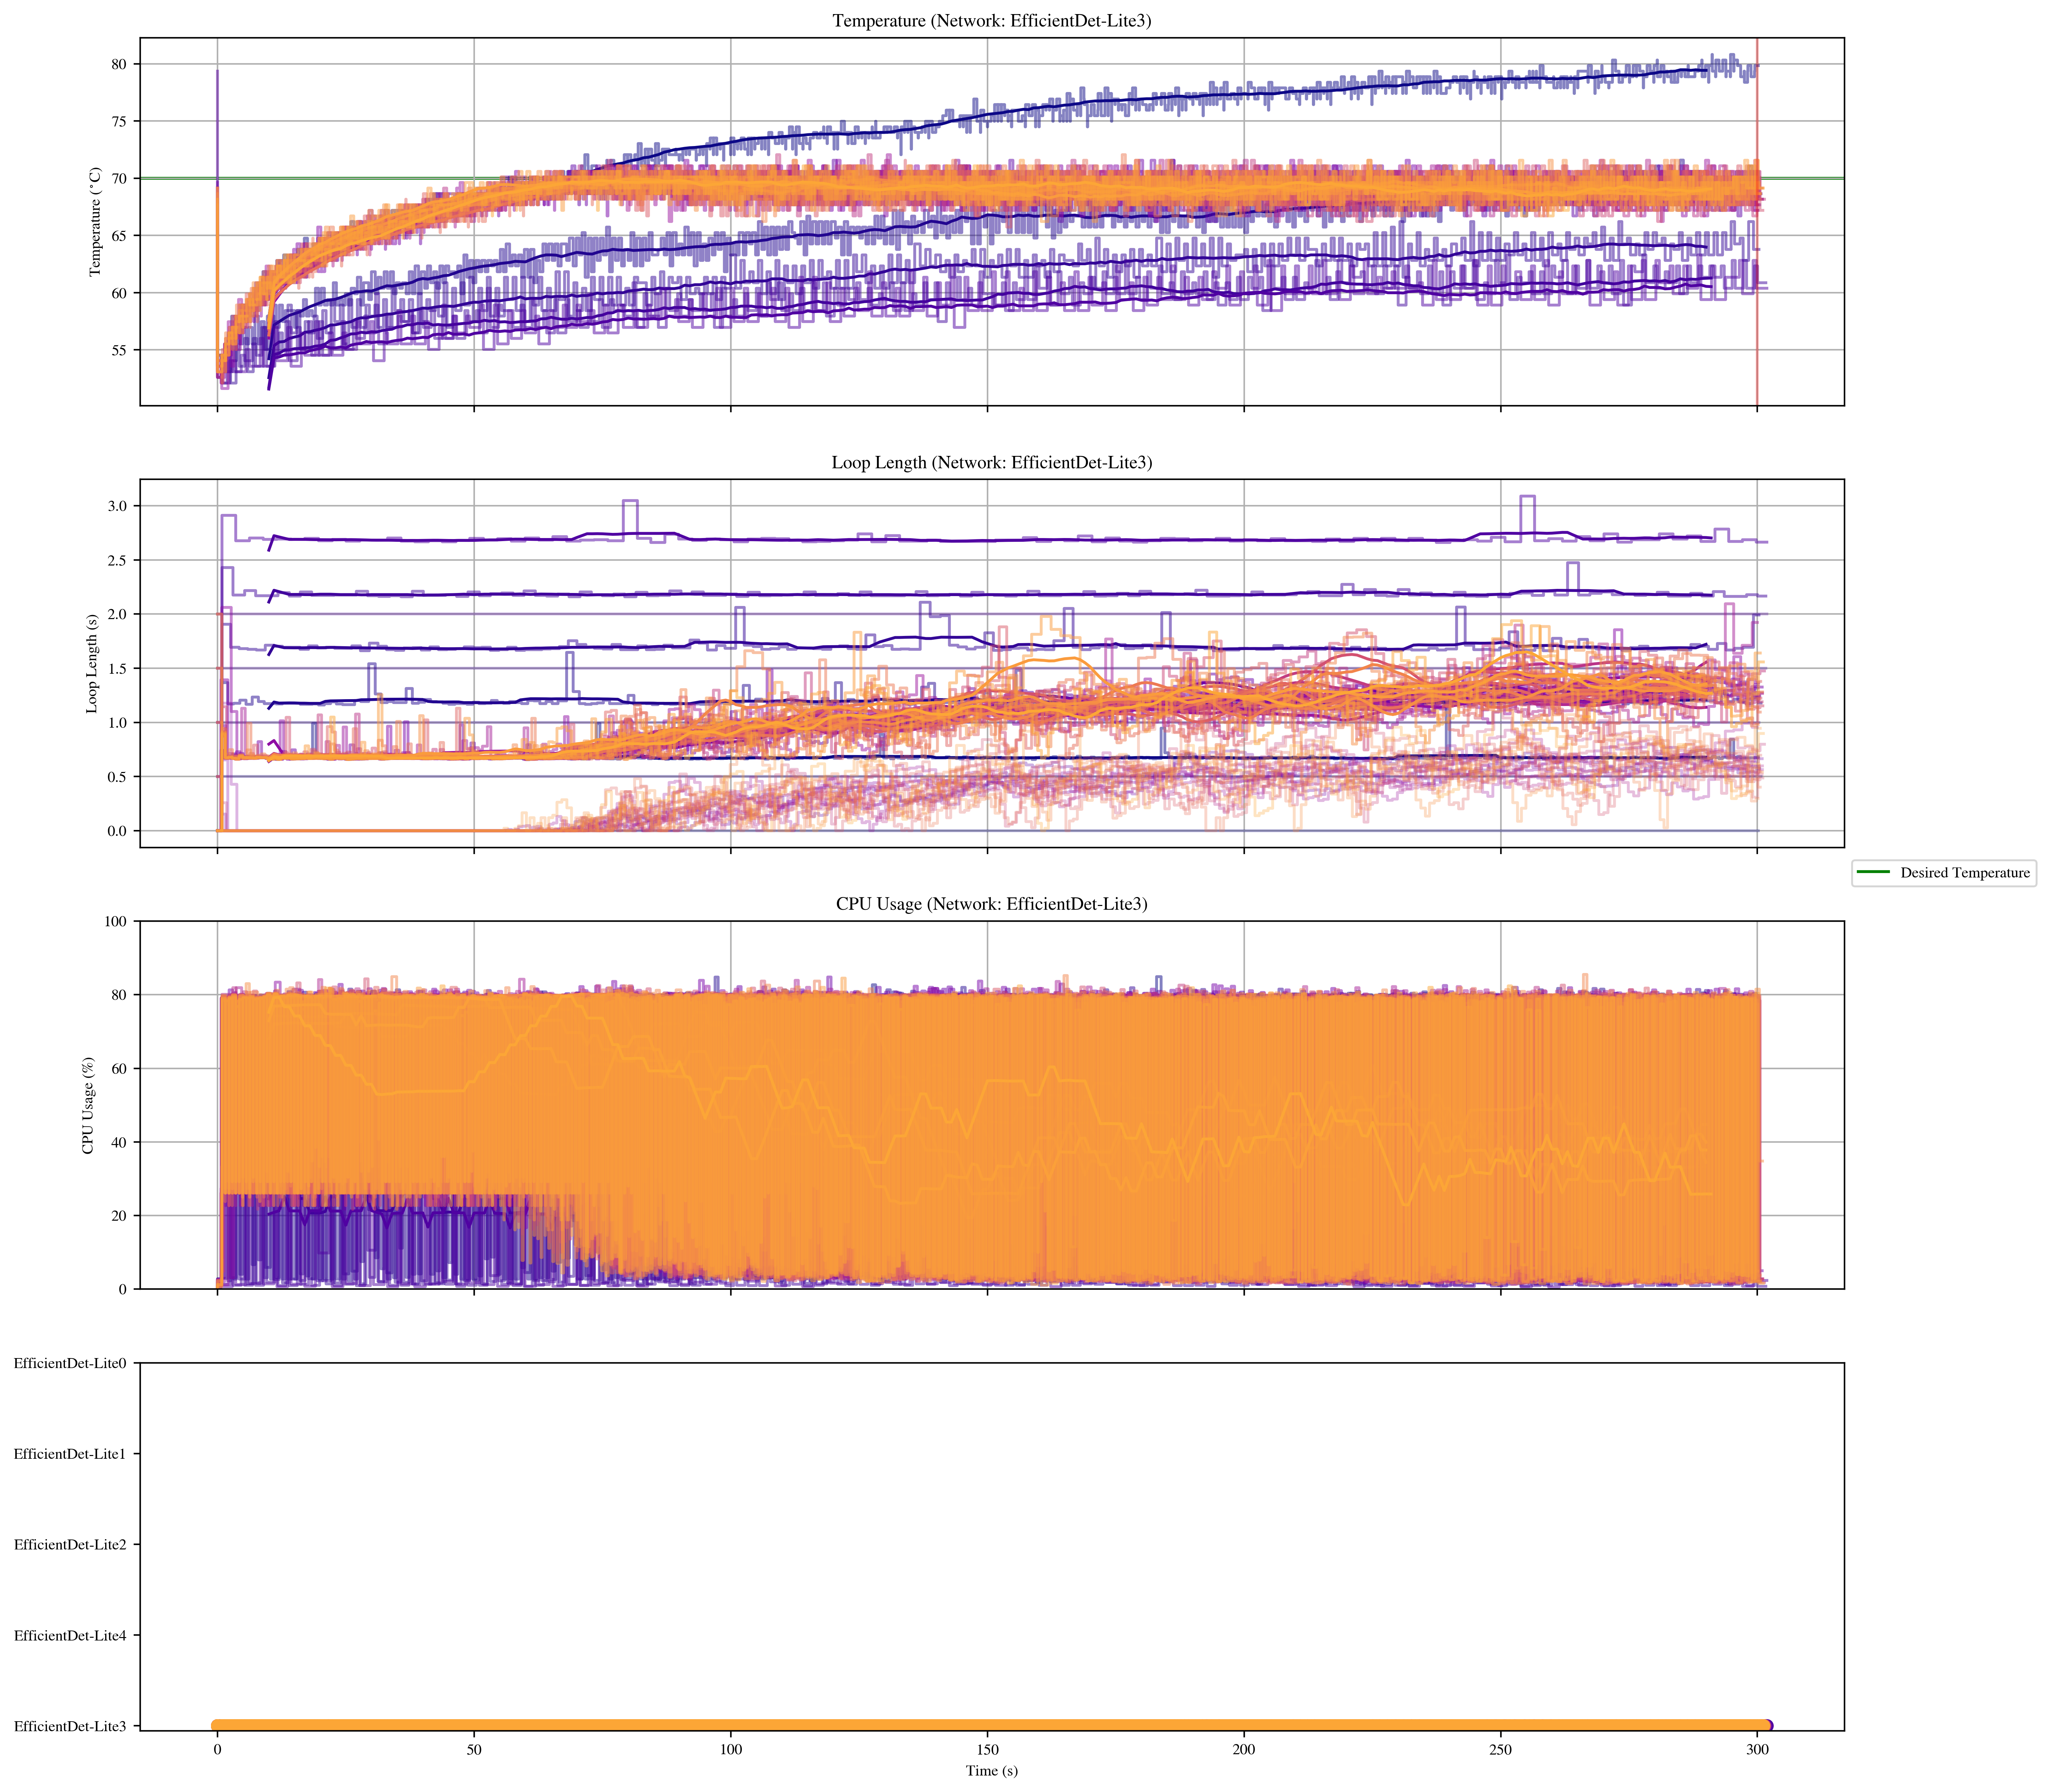 Temperature (Network: EfficientDet-Lite3)
80
75
70
65
60
55
Temperature (°C)
Loop Length (Network: EfficientDet-Lite3)
3.0
2.5
2.0
1.5
1.0
0.5
0.0
Loop Length (s)
Desired Temperature
CPU Usage (Network: EfficientDet-Lite3)
100
80
60
40
20
0
CPU Usage (%)
EfficientDet-Lite0
EfficientDet-Lite1
EfficientDet-Lite2
EfficientDet-Lite4
EfficientDet-Lite3
0 50 100 150 200 250 300
Time (s)